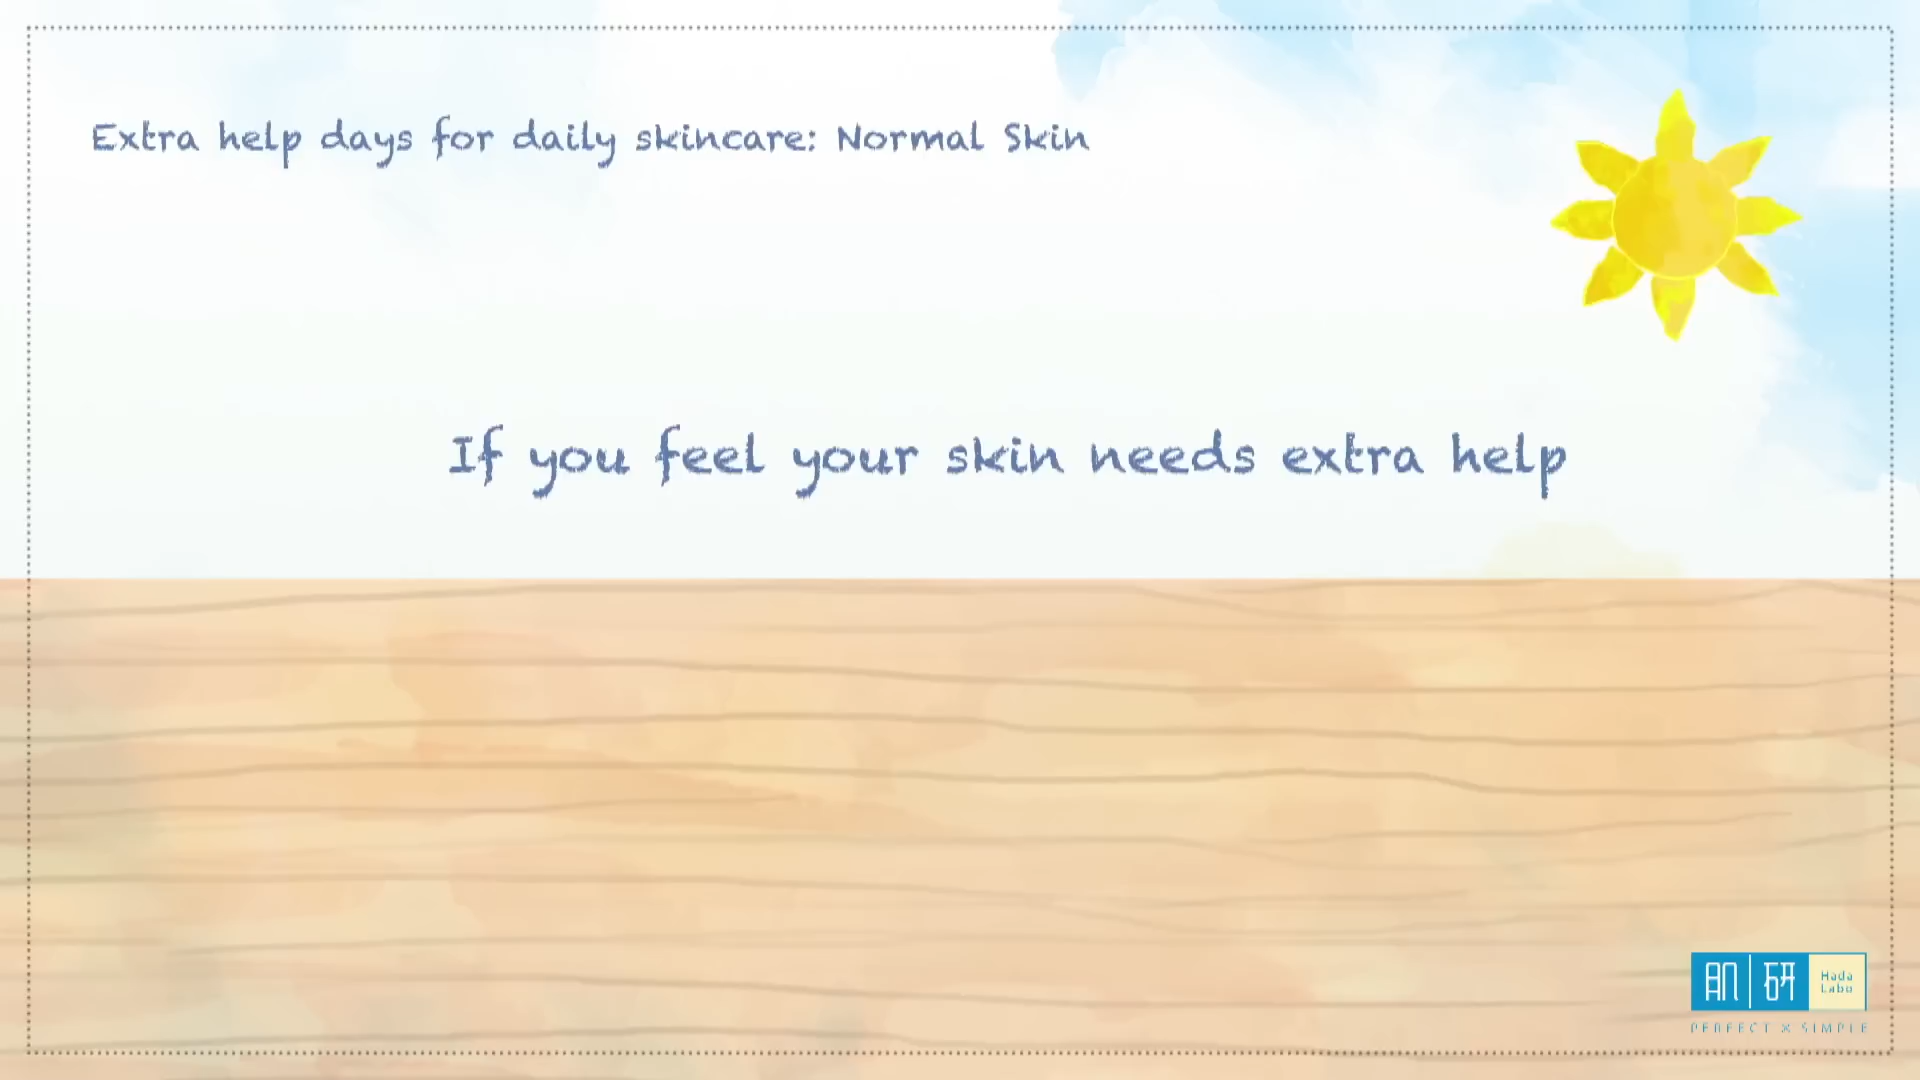 Extra help days for daily skincare: Normal Skin
If you feel your skin needs extra help
肌研
Hada
Labo
PERFECT × SIMPLE